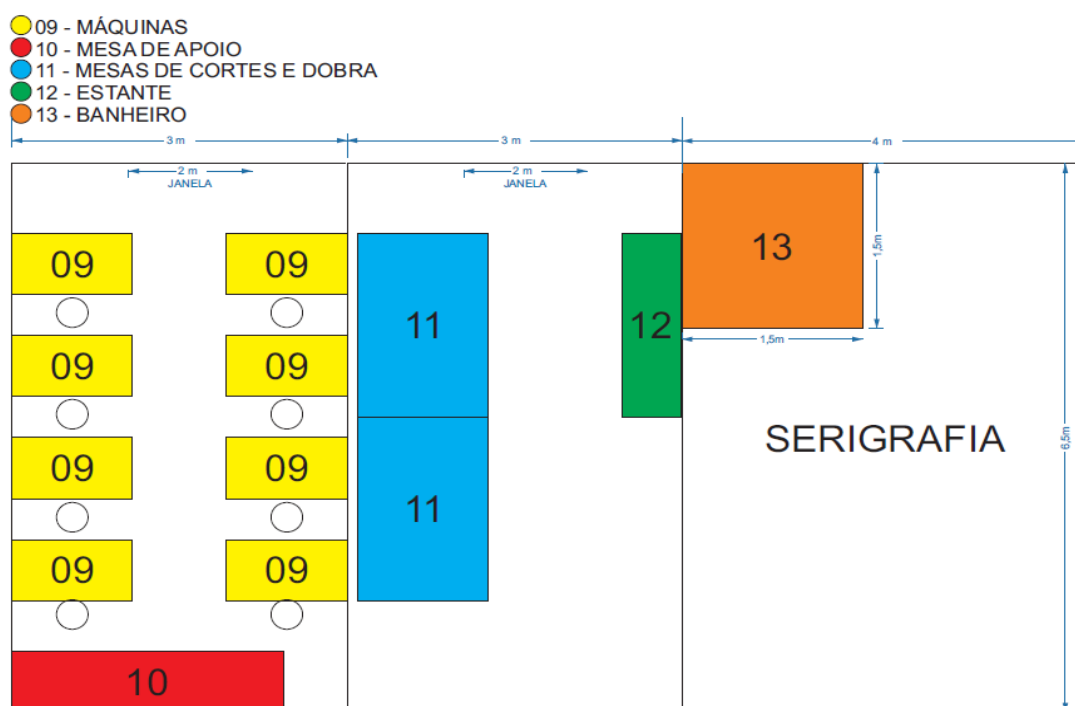 09 - MÁQUINAS
10 - MESA DE APOIO
11 - MESAS DE CORTES E DOBRA
12 - ESTANTE
13 - BANHEIRO
3 m
3 m
4 m
2 m
JANELA
2 m
JANELA
09
09
11
12
13
1,5m
1,5m
09
09
SERIGRAFIA
6,5m
09
09
11
09
09
10